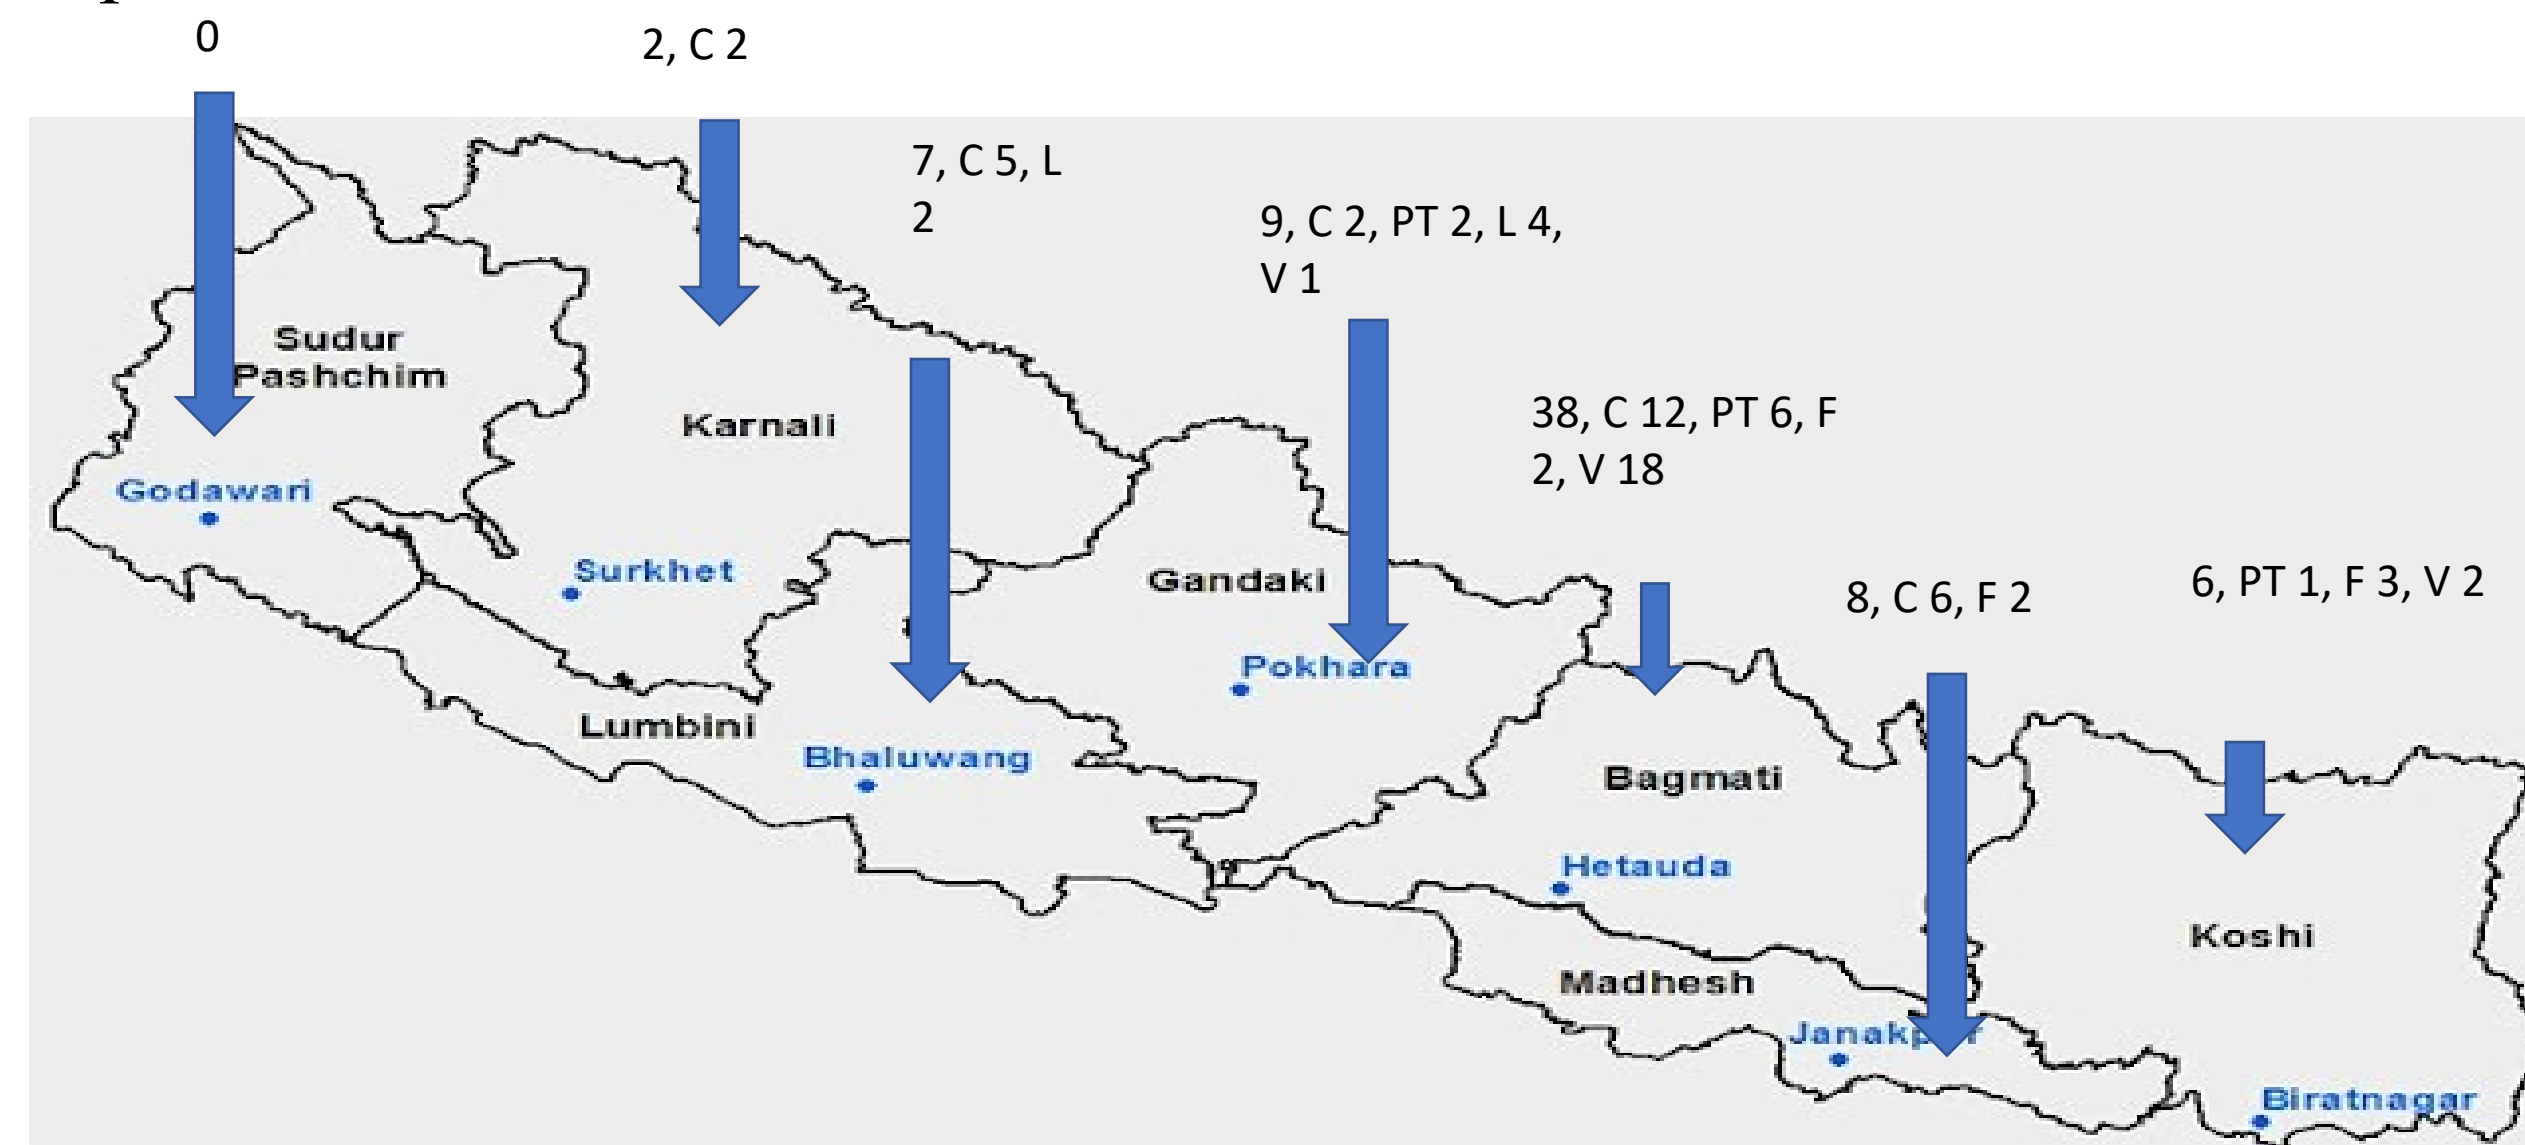 0
2, C 2
7, C 5, L
2
9, C 2, PT 2, L 4,
V 1
38, C 12, PT 6, F
2, V 18
8, C 6, F 2
6, PT 1, F 3, V 2
Sudur
Pashchim
Karnali
Godawari
Surkhet
Gandaki
Pokhara
Lumbini
Bhaluwang
Bagmati
Hetauda
Koshi
Madhesh
Biratnagar